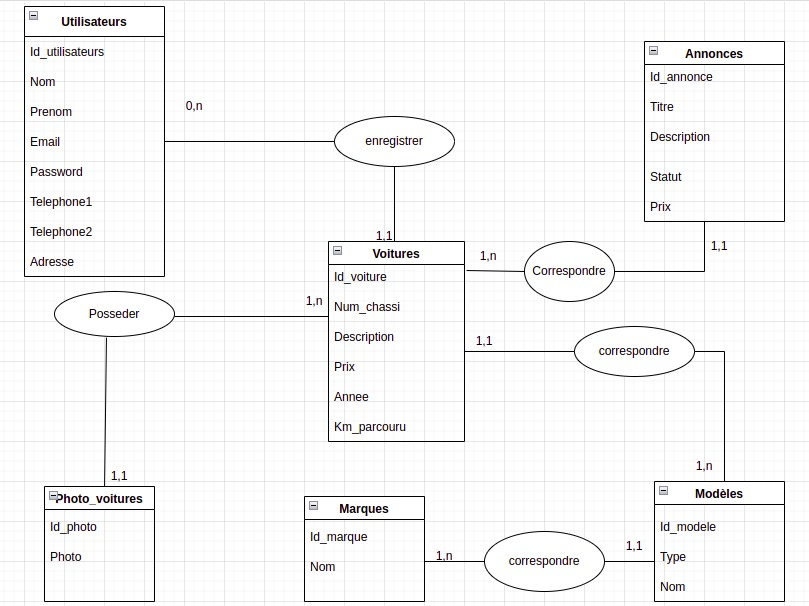 Utilisateurs
Id_utilisateurs
Nom
Prenom
Email
Password
Telephone1
Telephone2
Adresse
0,n
enregistrer
1,1
Annonces
Id_annonce
Titre
Description
Statut
Prix
1,1
Voitures
Id_voiture
Num_chassi
Description
Prix
Annee
Km_parcouru
1,n
Correspondre
Posseder
1,n
1,1
correspondre
1,n
1,1
Photo_voitures
Id_photo
Photo
Marques
Id_marque
Nom
1,n
correspondre
1,1
Modèles
Id_modele
Type
Nom